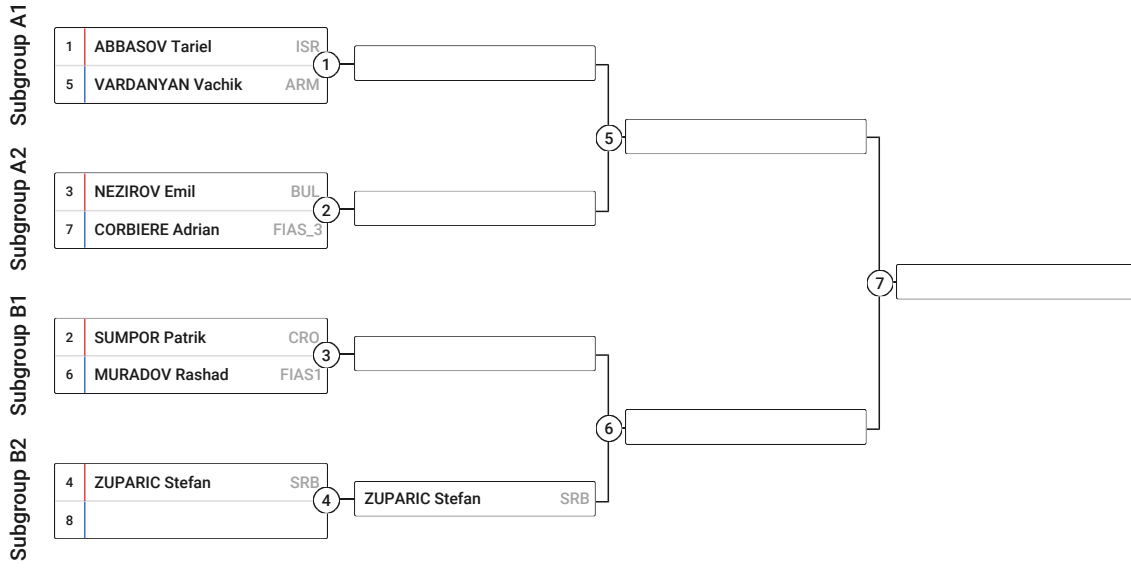 Subgroup A1
1 ABBASOV Tariel ISR
5 VARDANYAN Vachik ARM
1
Subgroup A2
3 NEZIROV Emil BUL
7 CORBIERE Adrian FIAS_3
2
5
Subgroup B1
2 SUMPOR Patrik CRO
6 MURADOV Rashad FIAS1
3
Subgroup B2
4 ZUPARIC Stefan SRB
8
4
ZUPARIC Stefan SRB
6
7